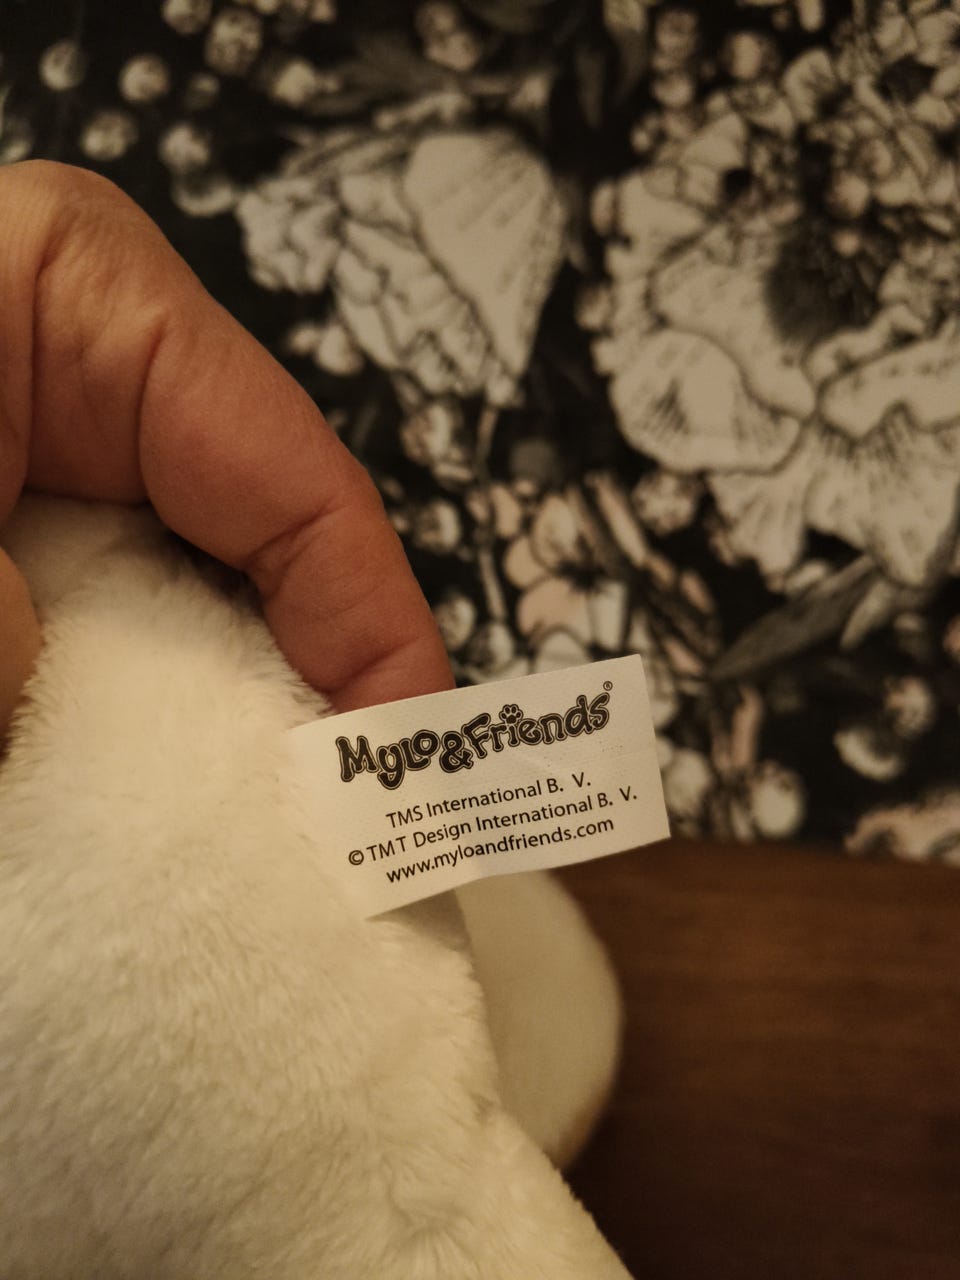 Mylo&Friends®
TMS International B. V.
© TMT Design International B. V.
www.myloandfriends.com